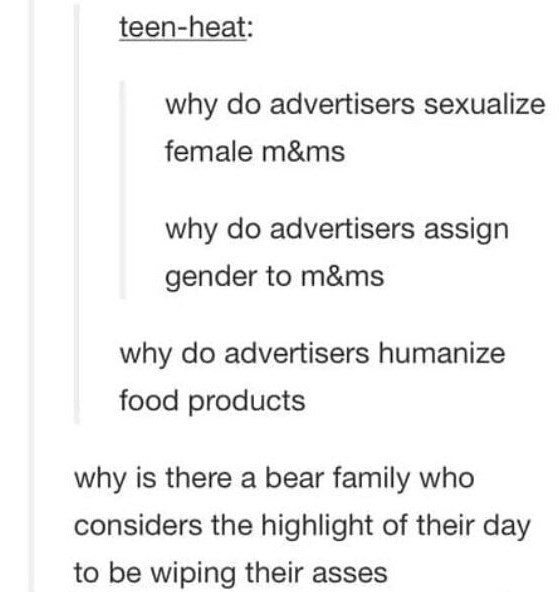 teen-heat:
why do advertisers sexualize
female m&ms
why do advertisers assign
gender to m&ms
why do advertisers humanize
food products
why is there a bear family who
considers the highlight of their day
to be wiping their asses